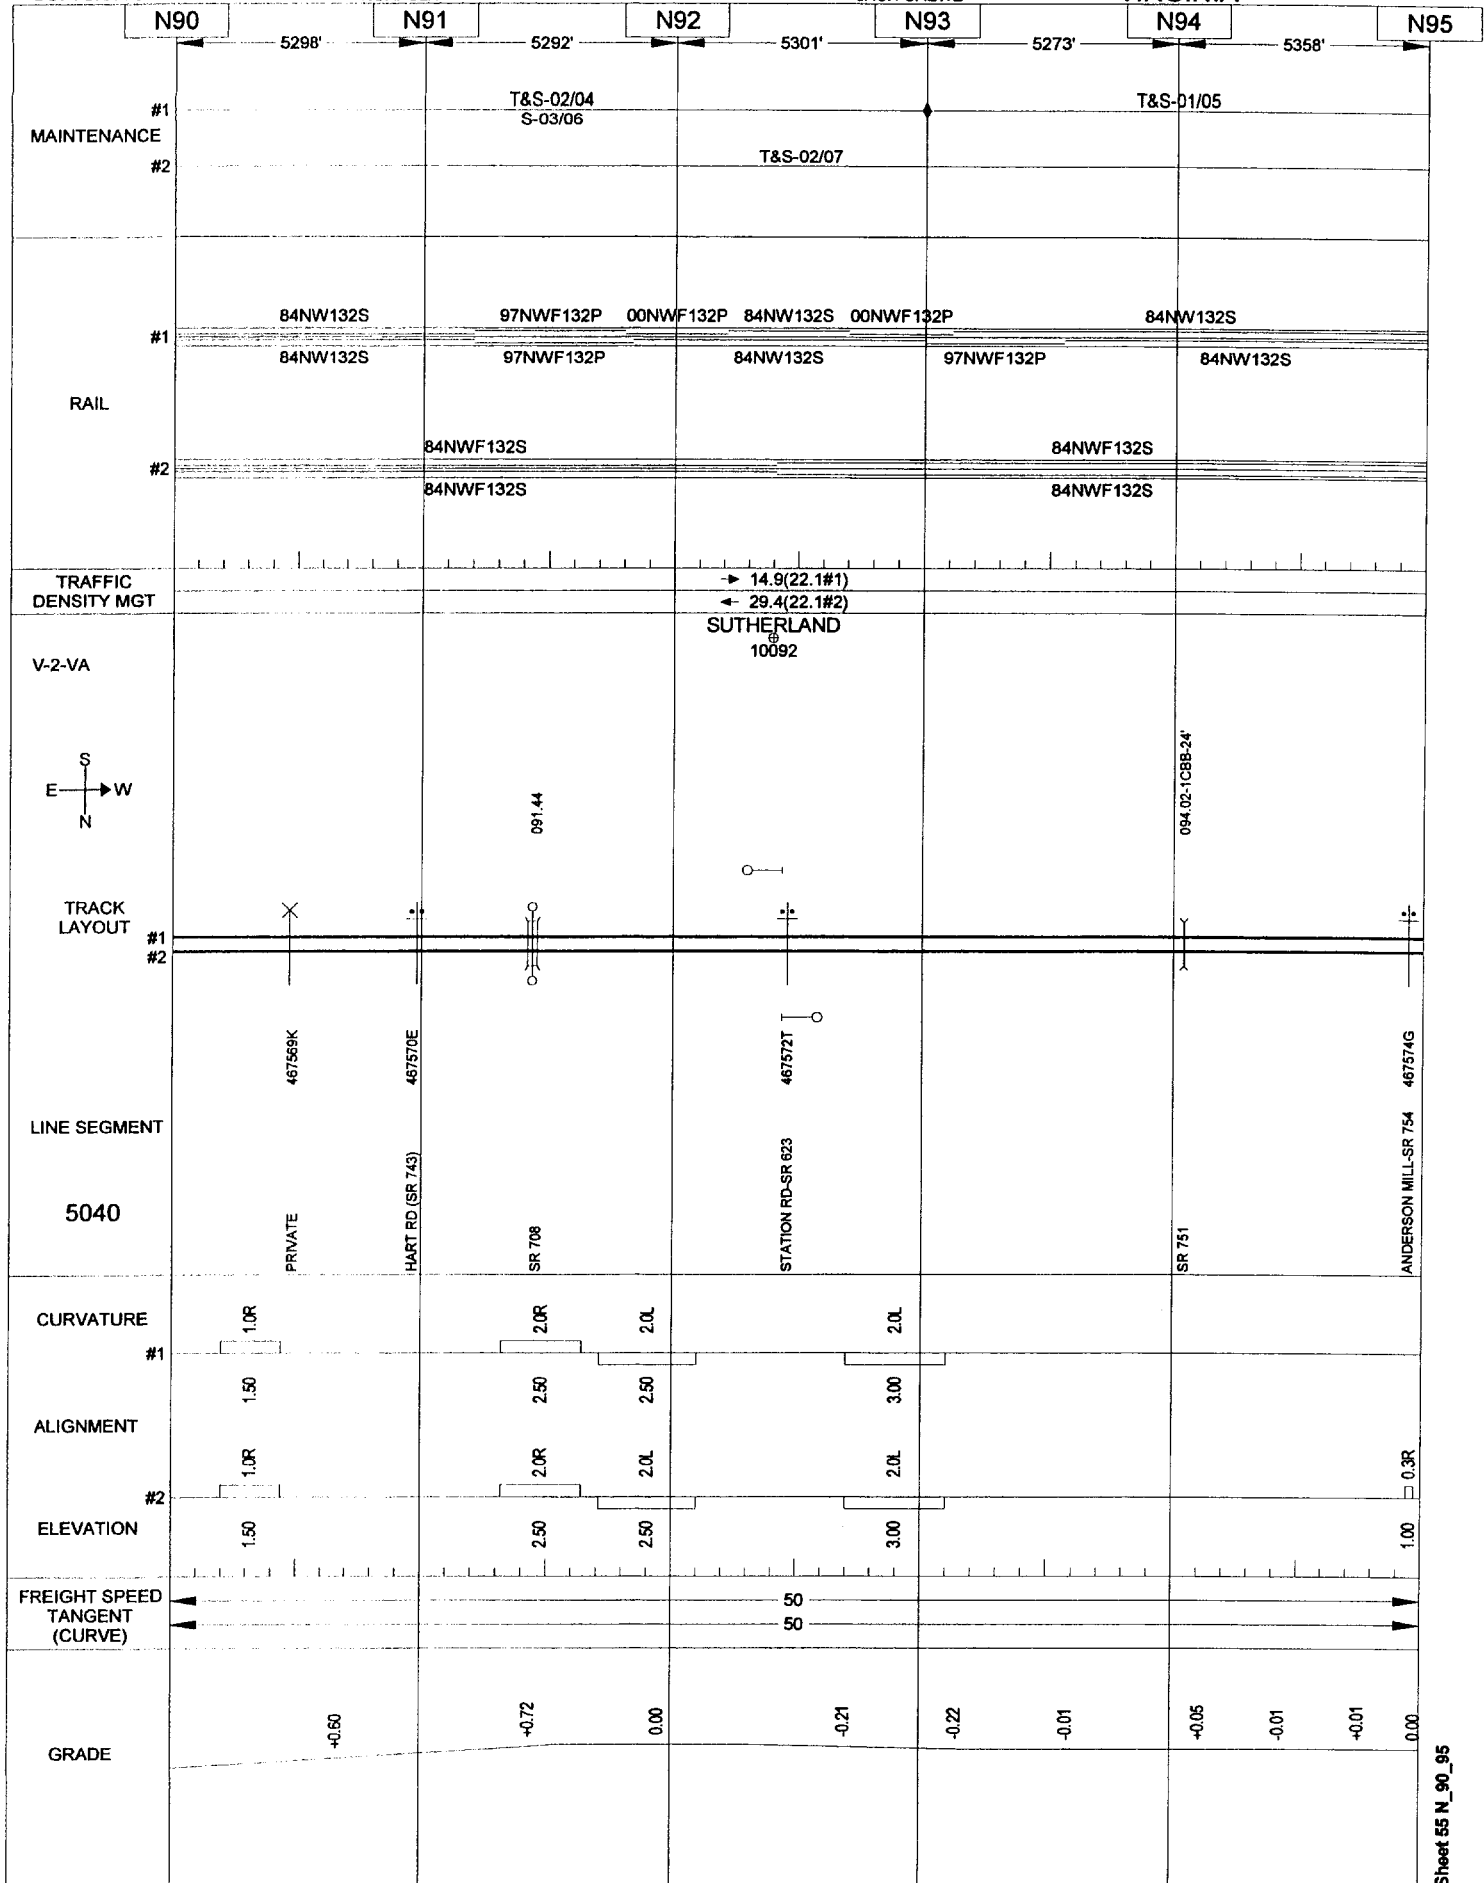 N90 N91 N92 N93 N94 N95
5298' 5292' 5301' 5273' 5358'
MAINTENANCE
#1
T&S-02/04
S-03/06
T&S-01/05
#2
T&S-02/07
RAIL
84NW132S 97NWF132P 00NWF132P 84NW132S 00NWF132P 84NW132S
#1
84NW132S 97NWF132P 84NW132S 97NWF132P 84NW132S
84NWF132S 84NWF132S
#2
84NWF132S 84NWF132S
TRAFFIC
DENSITY MGT
14.9(22.1#1)
29.4(22.1#2)
SUTHERLAND
10092
V-2-VA
S
E W
N
091.44
094.02-1CBB-24'
TRACK
LAYOUT
#1
#2
467569K
467570E
467572T
467574G
LINE SEGMENT
5040
PRIVATE
HART RD (SR 743)
SR 708
STATION RD-SR 623
SR 751
ANDERSON MILL-SR 754
CURVATURE
#1
1.0R 2.0R 2.0L 2.0L
1.50 2.50 2.50 3.00
ALIGNMENT
#2
1.0R 2.0R 2.0L 2.0L 0.3R
ELEVATION
1.50 2.50 2.50 3.00 1.00
FREIGHT SPEED
TANGENT
(CURVE)
50
50
GRADE
+0.60 +0.72 0.00 -0.21 -0.22 -0.01 +0.05 -0.01 +0.01 0.00
Sheet 55 N_90_95